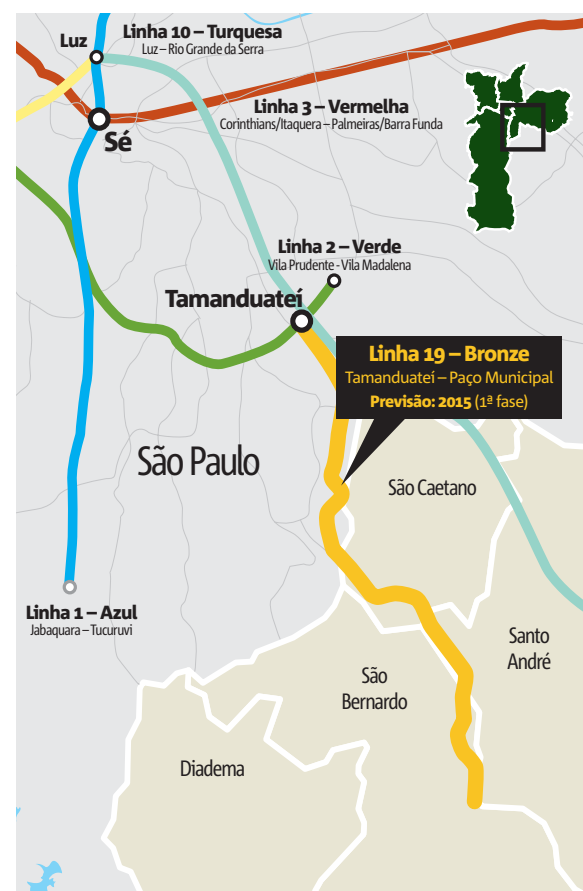 Linha 10 – Turquesa
Luz – Rio Grande da Serra
Luz
Linha 3 – Vermelha
Corinthians/Itaquera – Palmeiras/Barra Funda
Sé
Linha 2 – Verde
Vila Prudente - Vila Madalena
Tamanduateí
Linha 19 – Bronze
Tamanduateí – Paço Municipal
Previsão: 2015 (1ª fase)
São Paulo
São Caetano
Linha 1 – Azul
Jabaquara – Tucuruvi
Santo
André
São
Bernardo
Diadema